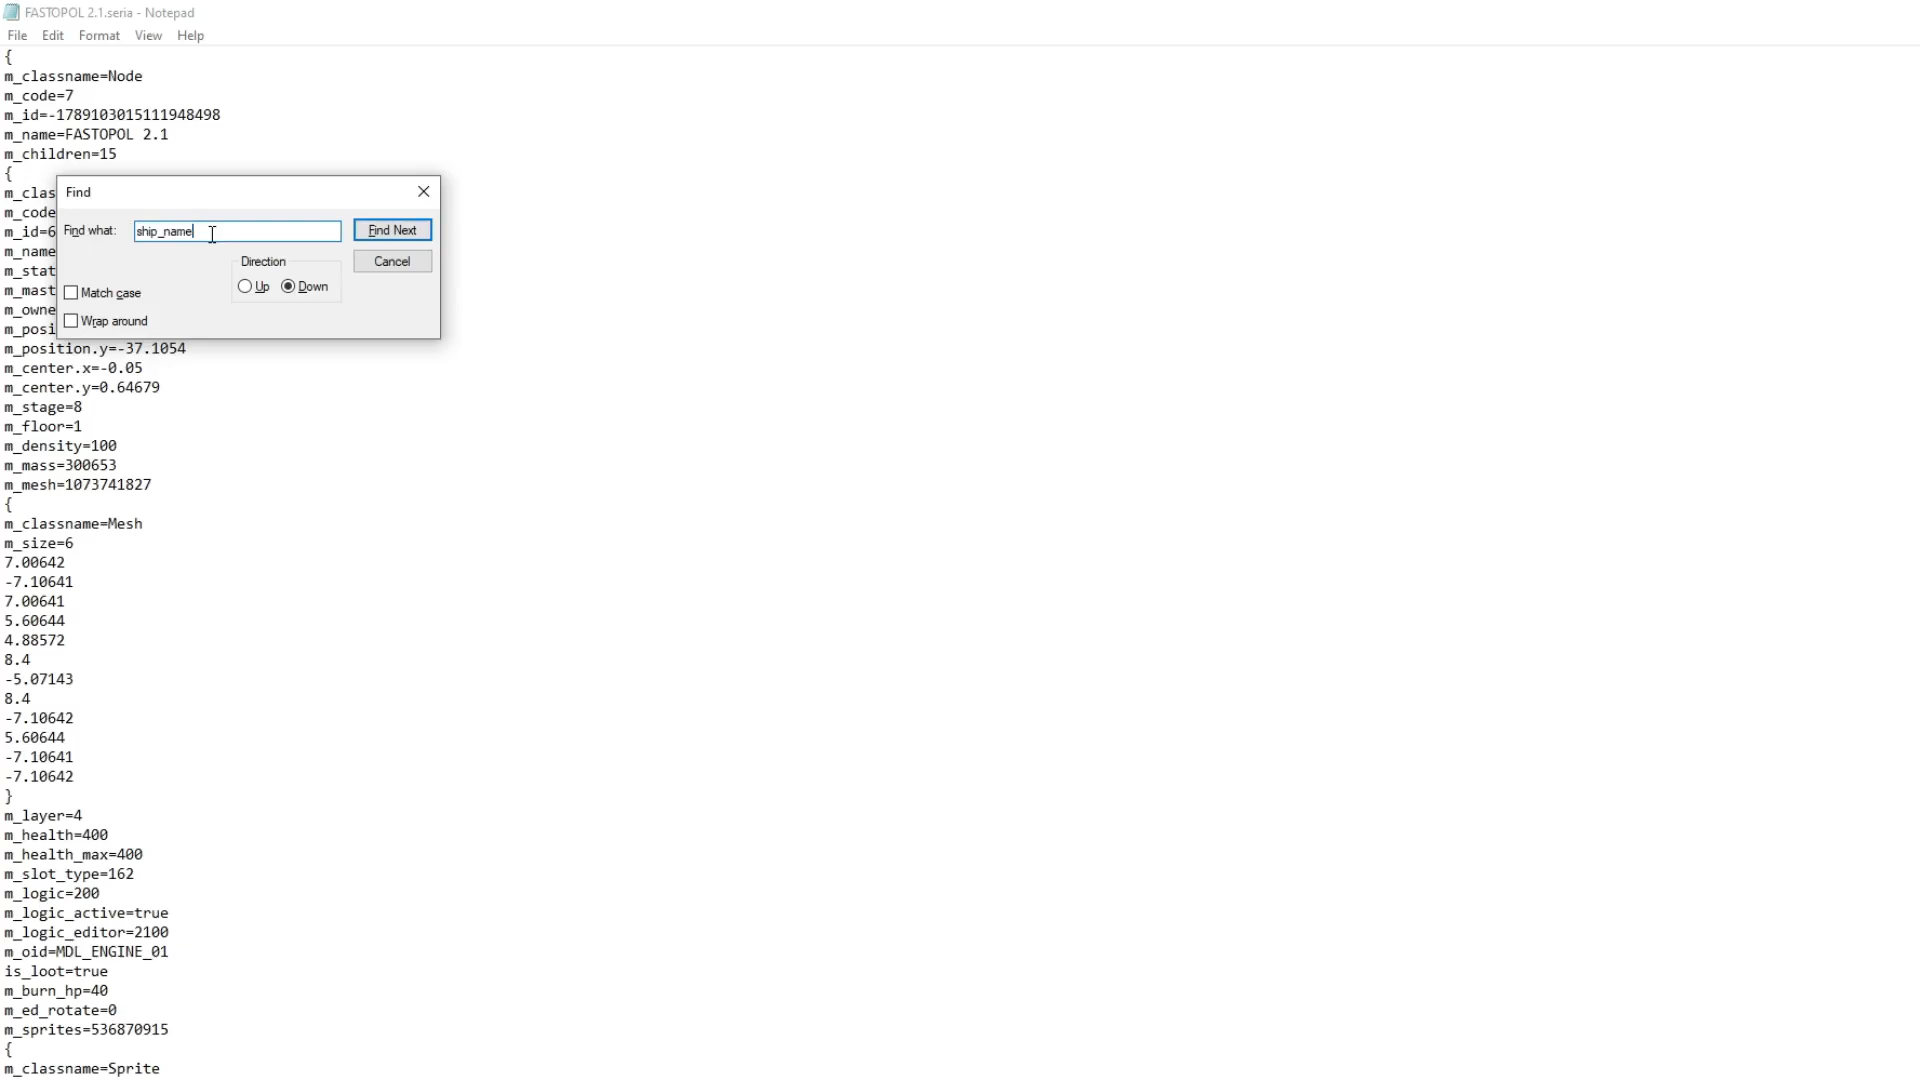 FASTOPOL 2.1.seria - Notepad
File Edit Format View Help
{
m_classname=Node
m_code=7
m_id=-1789103015111948498
m_name=FASTOPOL 2.1
m_children=15
{
m_clas
m_code
m_id=6
m_name
m_stat
m_mast
m_owne
m_posi
Find
Find what: ship_name Find Next
Direction Cancel
Up Down
Match case
Wrap around
m_position.y=-37.1054
m_center.x=-0.05
m_center.y=0.64679
m_stage=8
m_floor=1
m_density=100
m_mass=300653
m_mesh=1073741827
{
m_classname=Mesh
m_size=6
7.00642
-7.10641
7.00641
5.60644
4.88572
8.4
-5.07143
8.4
-7.10642
5.60644
-7.10641
-7.10642
}
m_layer=4
m_health=400
m_health_max=400
m_slot_type=162
m_logic=200
m_logic_active=true
m_logic_editor=2100
m_oid=MDL_ENGINE_01
is_loot=true
m_burn_hp=40
m_ed_rotate=0
m_sprites=536870915
{
m_classname=Sprite